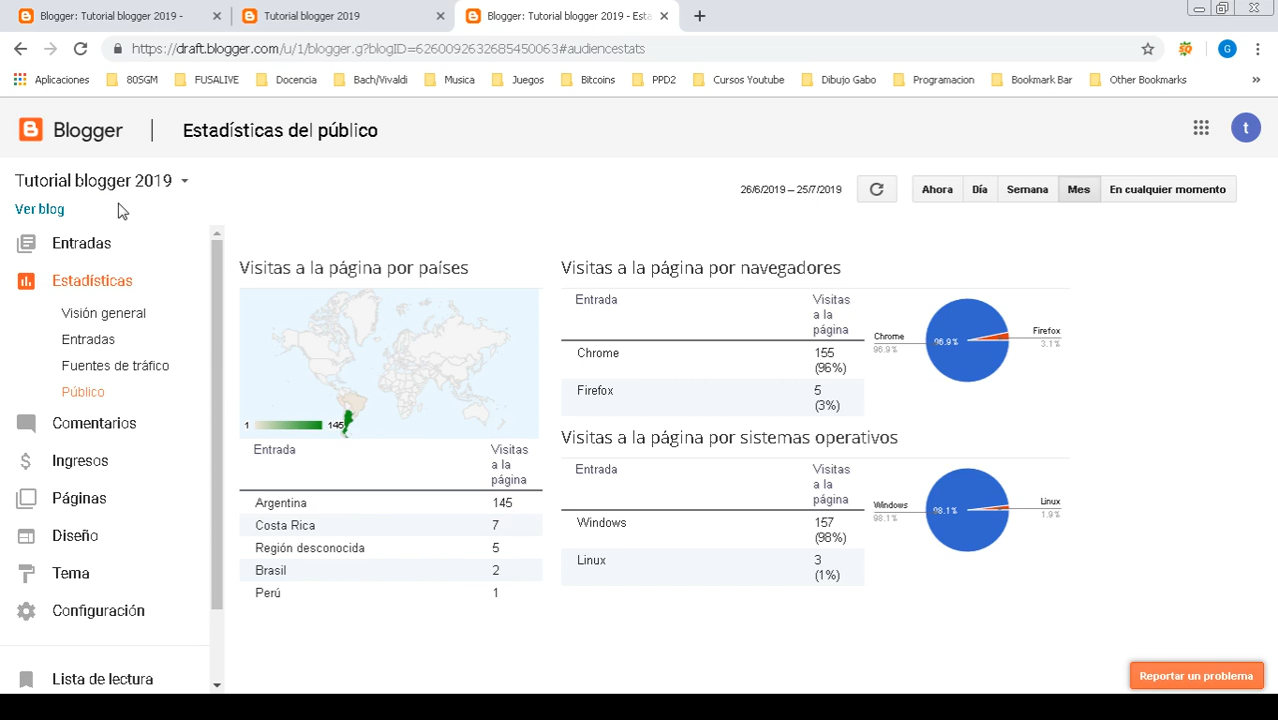 Blogger: Tutorial blogger 2019 -
Tutorial blogger 2019
Blogger: Tutorial blogger 2019 - Esta
https://draft.blogger.com/u/1/blogger.g?blogID=6260092632685450063#audiencestats
G
Aplicaciones
80SGM
FUSALIVE
Docencia
Bach/Vivaldi
Musica
Juegos
Bitcoins
PPD2
Cursos Youtube
Dibujo Gabo
Programacion
Bookmark Bar
Other Bookmarks
Blogger
Estadísticas del público
t
Tutorial blogger 2019
Ver blog
26/6/2019 – 25/7/2019
Ahora
Día
Semana
Mes
En cualquier momento
Entradas
Estadísticas
Visión general
Entradas
Fuentes de tráfico
Público
Comentarios
Ingresos
Páginas
Diseño
Tema
Configuración
Lista de lectura
Visitas a la página por países
1
145
Entrada
Visitas
a la
página
Argentina 145
Costa Rica 7
Región desconocida 5
Brasil 2
Perú 1
Visitas a la página por navegadores
Entrada
Visitas
a la
página
Chrome 155
(96%)
Firefox 5
(3%)
Chrome
96.9%
96.9%
Firefox
3.1%
Visitas a la página por sistemas operativos
Entrada
Visitas
a la
página
Windows 157
(98%)
Linux 3
(1%)
Windows
98.1%
98.1%
Linux
1.9%
Reportar un problema